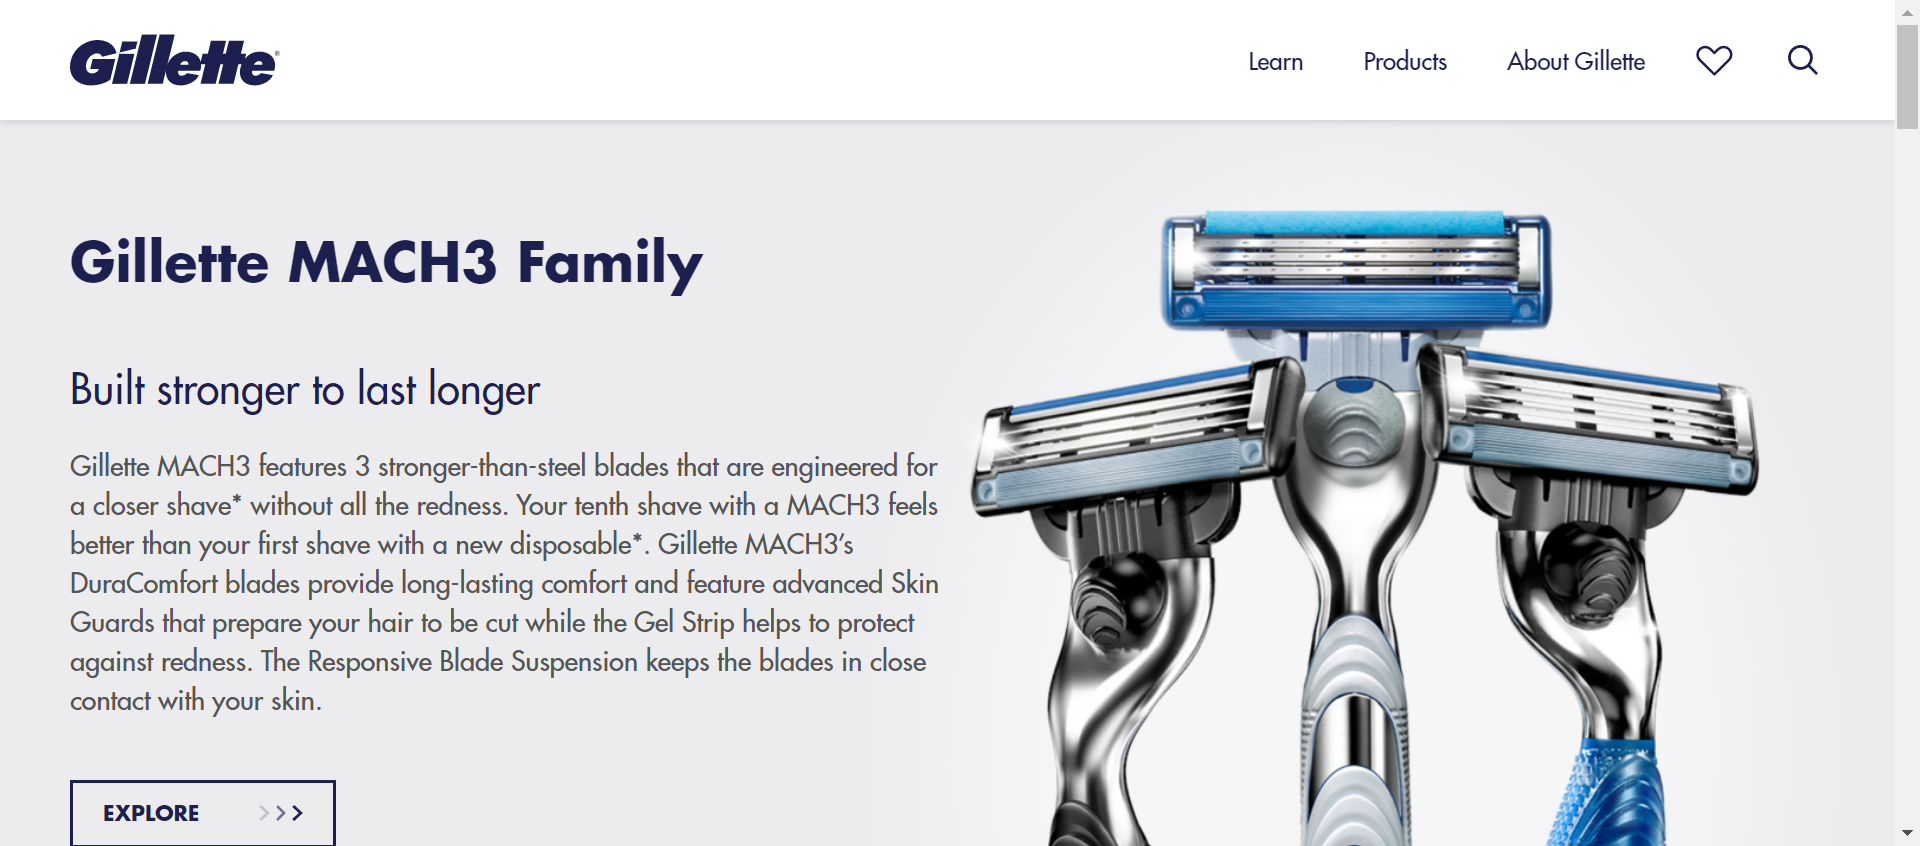 Gillette®
Learn
Products
About Gillette
Gillette MACH3 Family
Built stronger to last longer
Gillette MACH3 features 3 stronger-than-steel blades that are engineered for
a closer shave* without all the redness. Your tenth shave with a MACH3 feels
better than your first shave with a new disposable*. Gillette MACH3’s
DuraComfort blades provide long-lasting comfort and feature advanced Skin
Guards that prepare your hair to be cut while the Gel Strip helps to protect
against redness. The Responsive Blade Suspension keeps the blades in close
contact with your skin.
EXPLORE